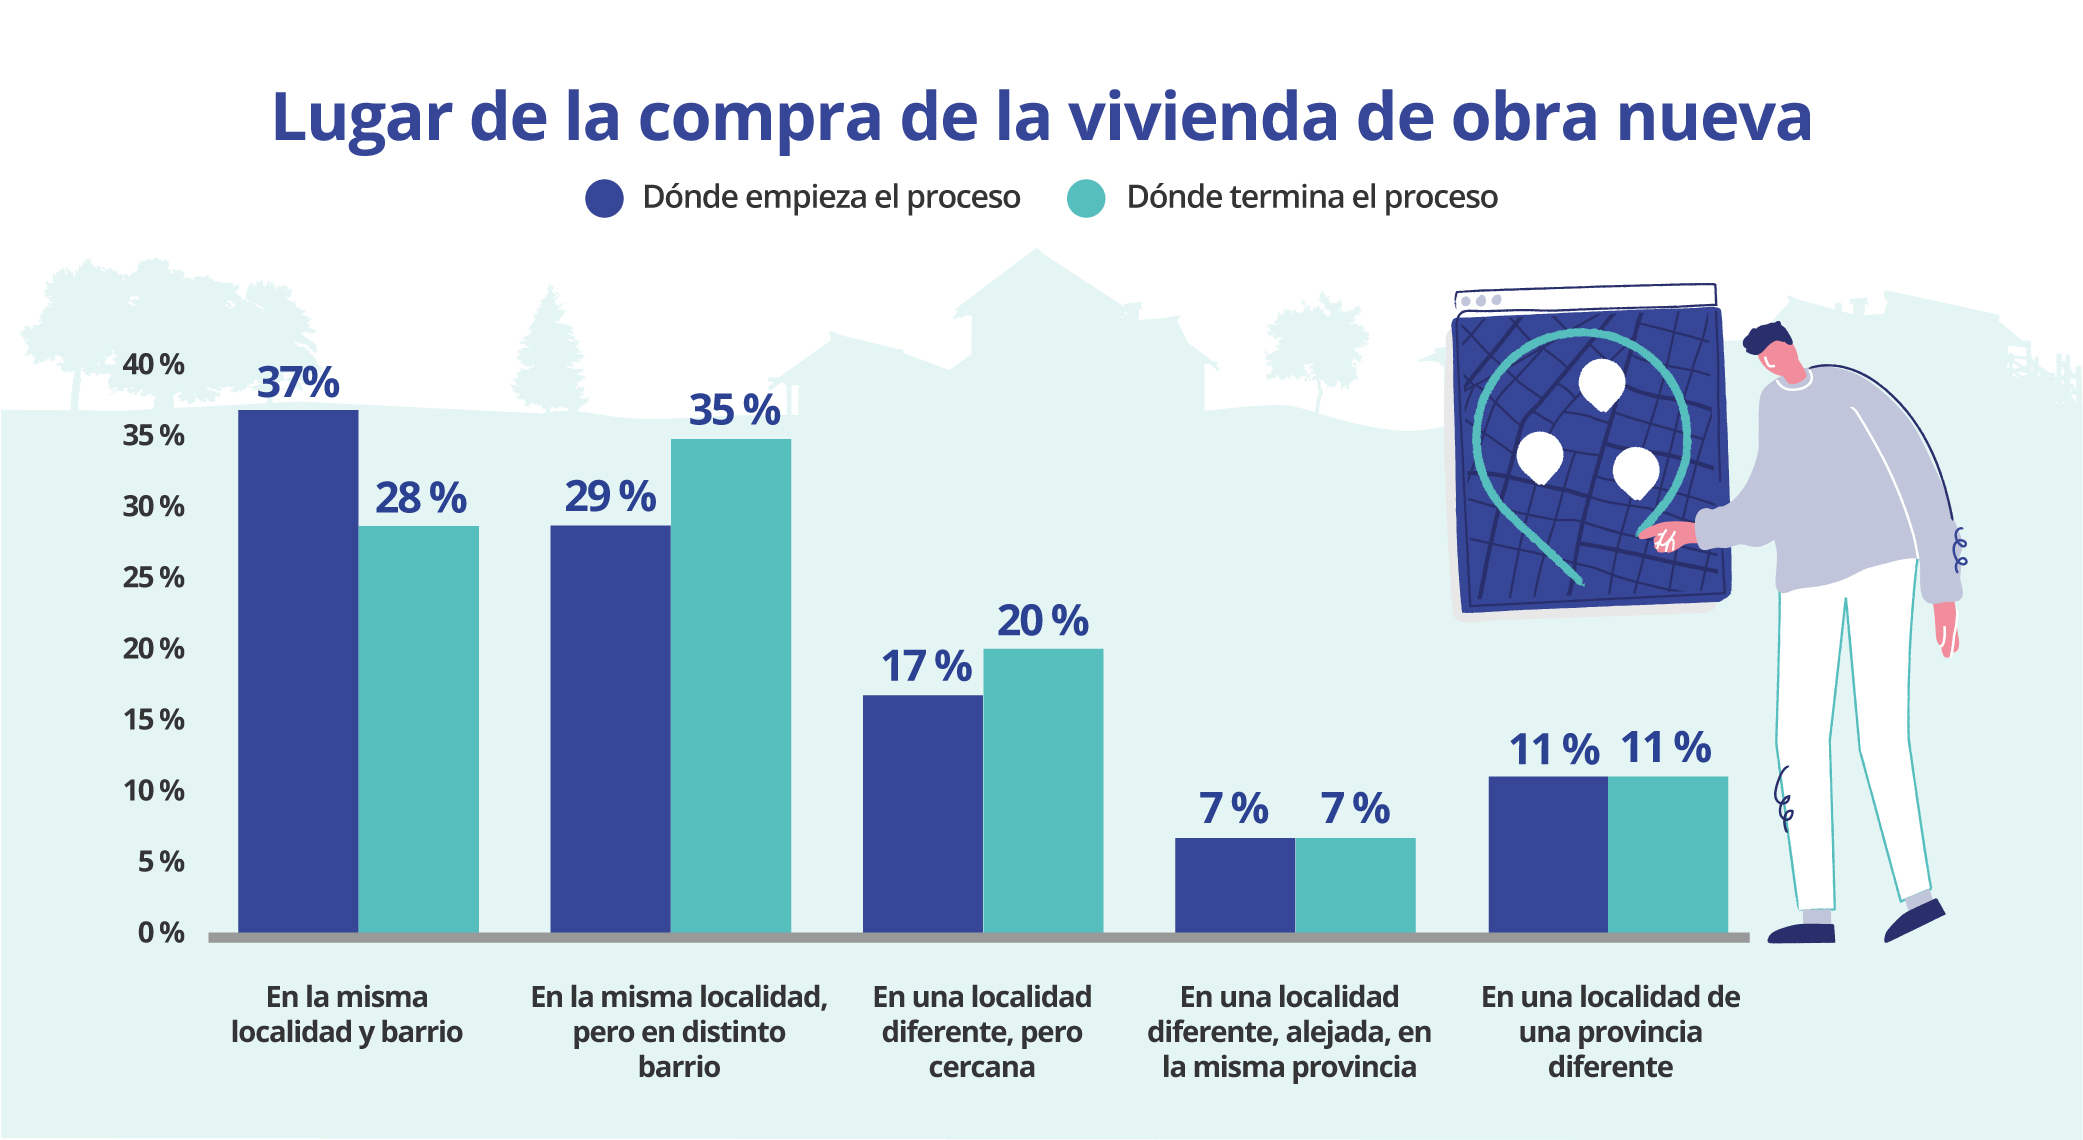 Lugar de la compra de la vivienda de obra nueva
Dónde empieza el proceso
Dónde termina el proceso
40 %
35 %
30 %
25 %
20 %
15 %
10 %
5 %
0 %
37%
28 %
29 %
35 %
17 %
20 %
7 %
7 %
11 %
11 %
En la misma
localidad y barrio
En la misma localidad,
pero en distinto
barrio
En una localidad
diferente, pero
cercana
En una localidad
diferente, alejada, en
la misma provincia
En una localidad de
una provincia
diferente